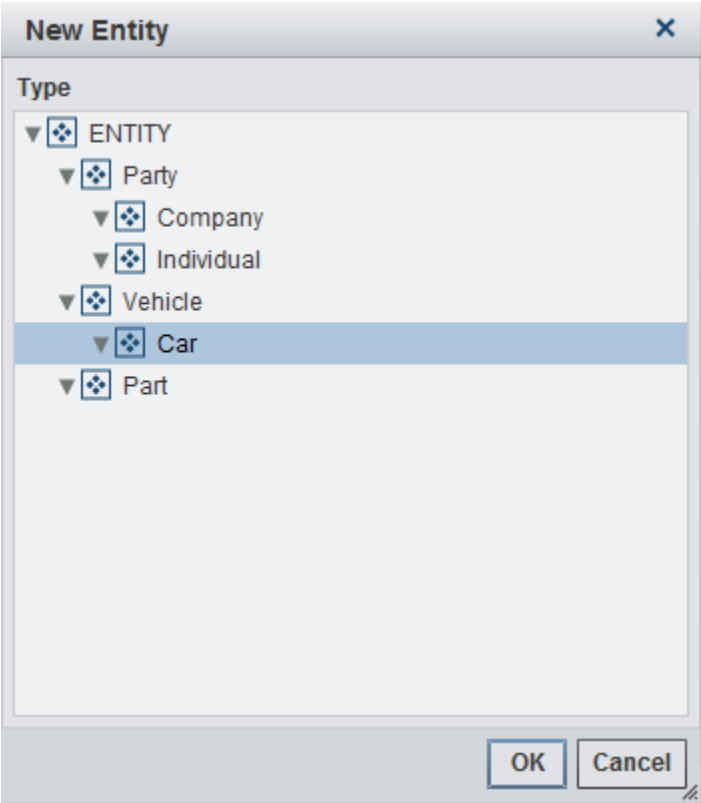 New Entity
Type
ENTITY
Party
Company
Individual
Vehicle
Car
Part
OK Cancel